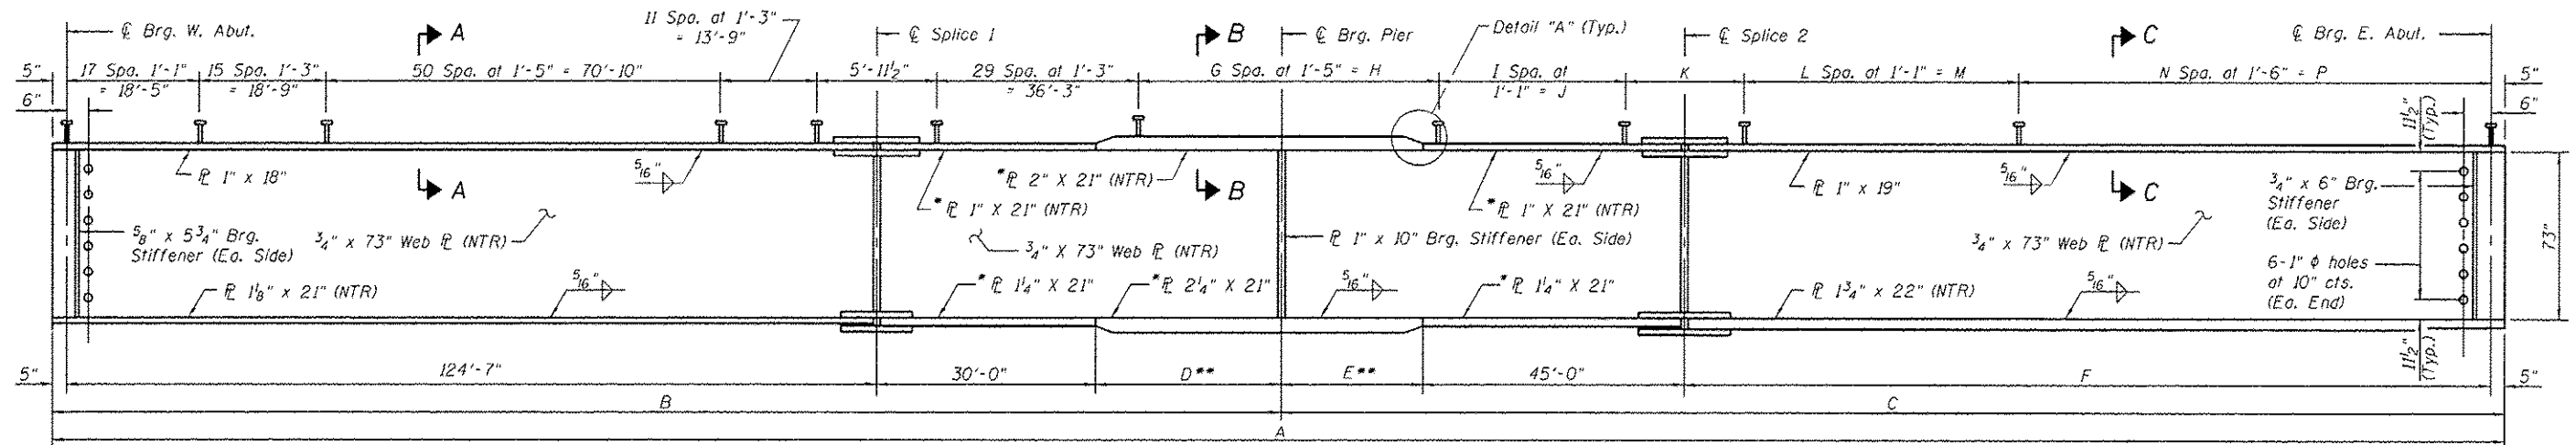 ℄ Brg. W. Abut.
A
11 Spa. at 1'-3"
= 13'-9"
℄ Splice 1
B
℄ Brg. Pier
Detail "A" (Typ.)
℄ Splice 2
C
℄ Brg. E. Abut.
5"
17 Spa. 1'-1"
= 18'-5"
15 Spa. 1'-3"
= 18'-9"
50 Spa. at 1'-5" = 70'-10"
5'-11½"
29 Spa. at 1'-3"
= 36'-3"
G Spa. at 1'-5" = H
I Spa. at
1'-1" = J
K
L Spa. at 1'-1" = M
N Spa. at 1'-6" = P
5"
6"
6"
11½"
(Typ.)
℄ 1" x 18"
5/16"
A
*℄ 2" X 21" (NTR)
B
5/16"
℄ 1" x 19"
5/16"
C
¾" x 6" Brg.
Stiffener
(Ea. Side)
*℄ 1" X 21" (NTR)
*℄ 1" X 21" (NTR)
⅝" x 5¾" Brg.
Stiffener (Ea. Side)
¾" x 73" Web ℄ (NTR)
¾" X 73" Web ℄ (NTR)
℄ 1" x 10" Brg. Stiffener (Ea. Side)
¾" x 73" Web ℄ (NTR)
73"
6-1" ϕ holes
at 10" cts.
(Ea. End)
℄ 1⅛" x 21" (NTR)
5/16"
*℄ 1¼" X 21"
*℄ 2¼" X 21"
5/16"
*℄ 1¼" X 21"
℄ 1¾" x 22" (NTR)
5/16"
11½"
(Typ.)
5"
124'-7"
30'-0"
D**
E**
45'-0"
F
5"
B
C
A